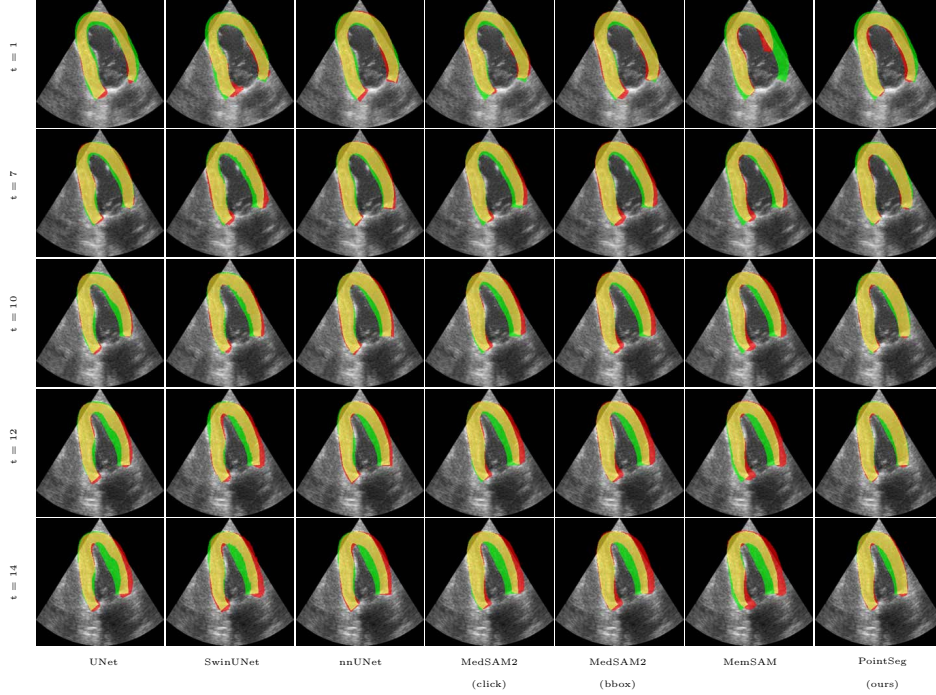 t = 1
t = 7
t = 10
t = 12
t = 14
UNet SwinUNet nnUNet MedSAM2 MedSAM2 MemSAM PointSeg
(click) (bbox) (ours)